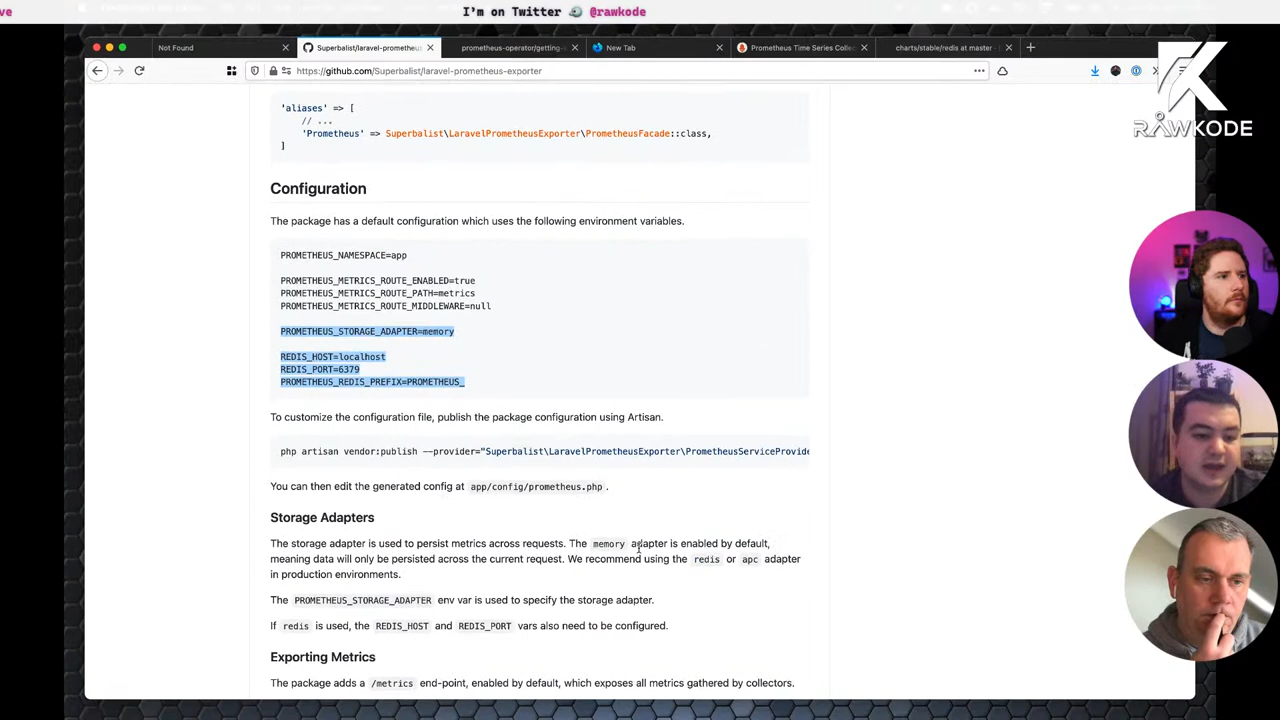 ve
I'm on Twitter @rawkode
Not Found
Superbalist/laravel-prometheus
prometheus-operator/getting-
New Tab
Prometheus Time Series Collec
charts/stable/redis at master ·
https://github.com/Superbalist/laravel-prometheus-exporter
RAWKODE
'aliases' => [
// ...
'Prometheus' => Superbalist\LaravelPrometheusExporter\PrometheusFacade::class,
]
Configuration
The package has a default configuration which uses the following environment variables.
PROMETHEUS_NAMESPACE=app
PROMETHEUS_METRICS_ROUTE_ENABLED=true
PROMETHEUS_METRICS_ROUTE_PATH=metrics
PROMETHEUS_METRICS_ROUTE_MIDDLEWARE=null
PROMETHEUS_STORAGE_ADAPTER=memory
REDIS_HOST=localhost
REDIS_PORT=6379
PROMETHEUS_REDIS_PREFIX=PROMETHEUS_
To customize the configuration file, publish the package configuration using Artisan.
php artisan vendor:publish --provider="Superbalist\LaravelPrometheusExporter\PrometheusServiceProvide
You can then edit the generated config at app/config/prometheus.php.
Storage Adapters
The storage adapter is used to persist metrics across requests. The memory adapter is enabled by default,
meaning data will only be persisted across the current request. We recommend using the redis or apc adapter
in production environments.
The PROMETHEUS_STORAGE_ADAPTER env var is used to specify the storage adapter.
If redis is used, the REDIS_HOST and REDIS_PORT vars also need to be configured.
Exporting Metrics
The package adds a /metrics end-point, enabled by default, which exposes all metrics gathered by collectors.